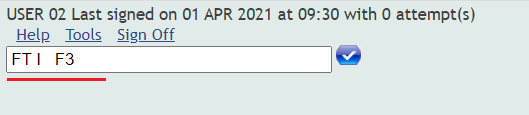 USER 02 Last signed on 01 APR 2021 at 09:30 with 0 attempt(s)
Help Tools Sign Off
FT I F3